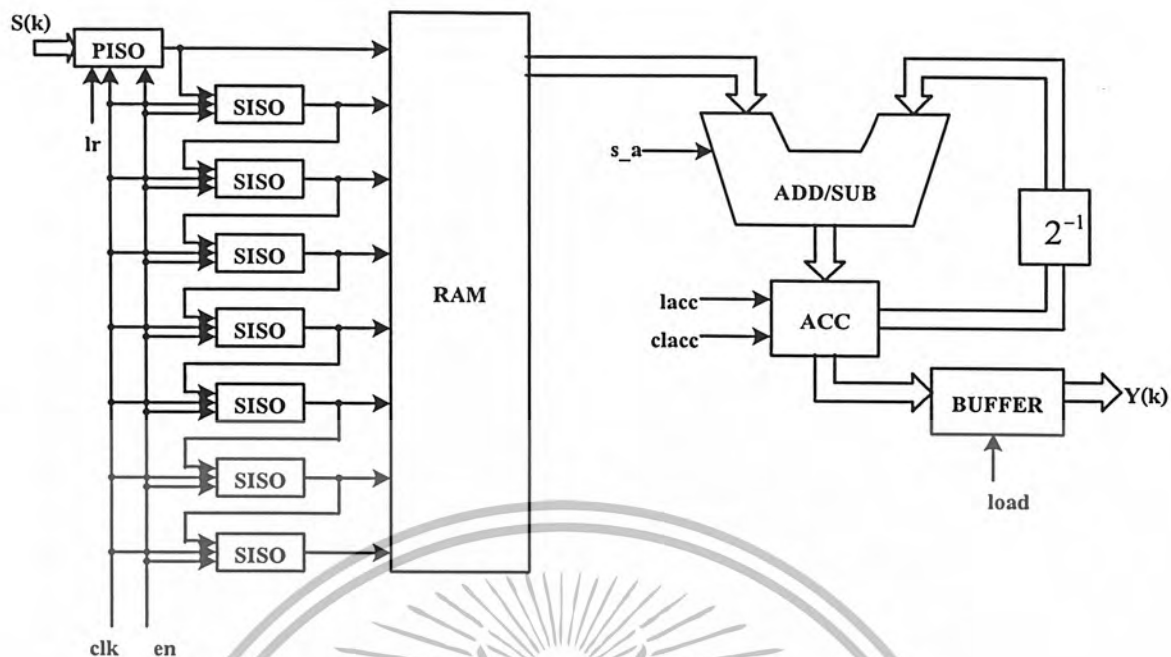 S(k)
PISO
lr
SISO
SISO
SISO
SISO
SISO
SISO
SISO
clk
en
RAM
s_a
ADD/SUB
2⁻¹
lacc
clacc
ACC
BUFFER
Y(k)
load